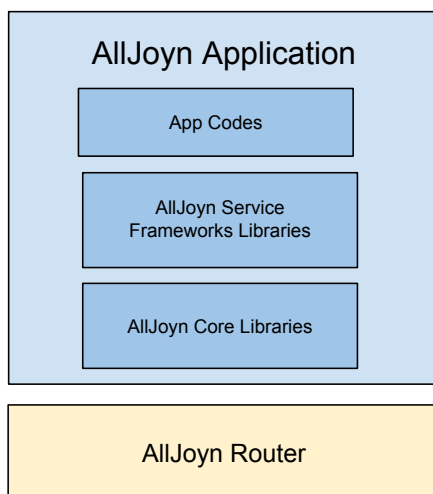 AllJoyn Application
App Codes
AllJoyn Service
Frameworks Libraries
AllJoyn Core Libraries
AllJoyn Router